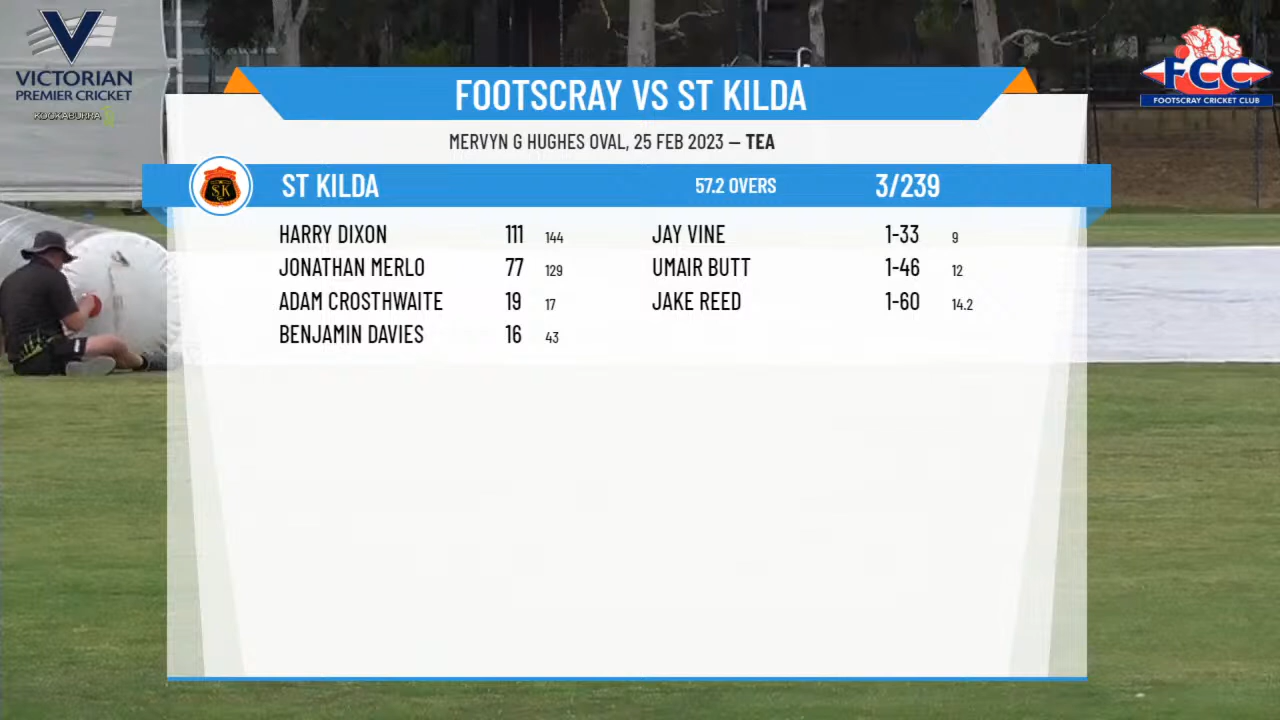 VICTORIAN
PREMIER CRICKET
KOOKABURRA
FCC
FOOTSCRAY CRICKET CLUB
FOOTSCRAY VS ST KILDA
MERVYN G HUGHES OVAL, 25 FEB 2023 – TEA
SK ST KILDA 57.2 OVERS 3/239
HARRY DIXON 111 144 JAY VINE 1-33 9
JONATHAN MERLO 77 129 UMAIR BUTT 1-46 12
ADAM CROSTHWAITE 19 17 JAKE REED 1-60 14.2
BENJAMIN DAVIES 16 43